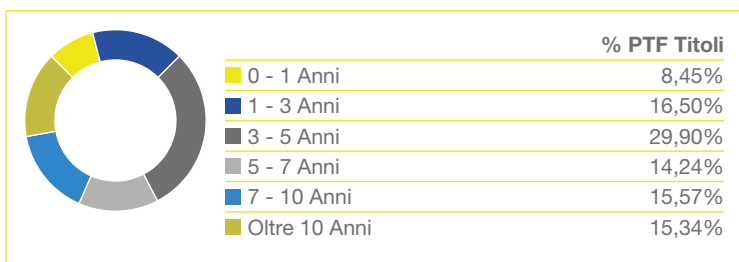 % PTF Titoli
0 - 1 Anni 8,45%
1 - 3 Anni 16,50%
3 - 5 Anni 29,90%
5 - 7 Anni 14,24%
7 - 10 Anni 15,57%
Oltre 10 Anni 15,34%